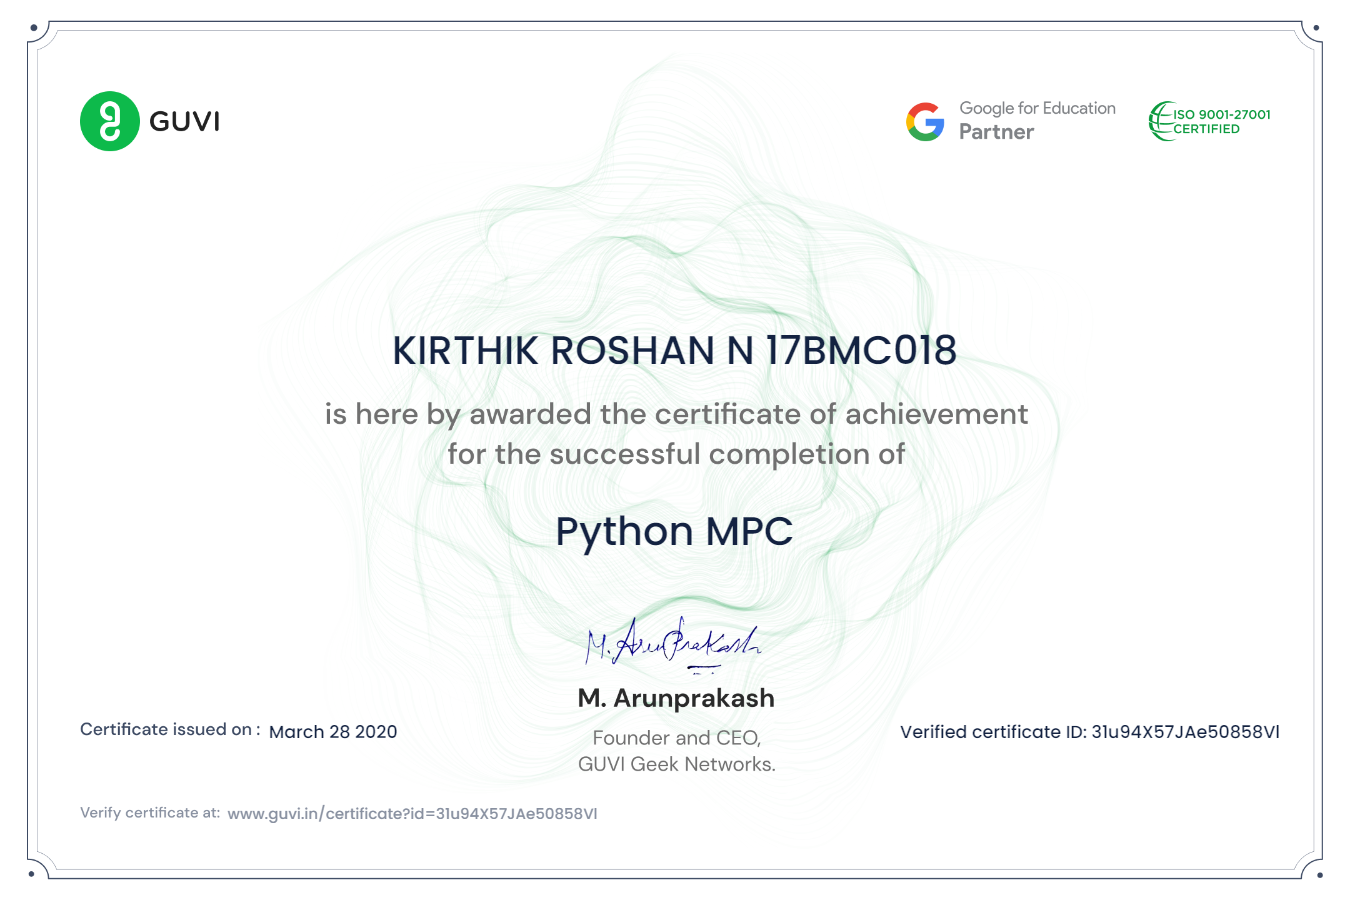 GUVI
Google for Education
Partner
ISO 9001-27001
CERTIFIED
KIRTHIK ROSHAN N 17BMC018
is here by awarded the certificate of achievement
for the successful completion of
Python MPC
M. Arunprakash
M. Arunprakash
Founder and CEO,
GUVI Geek Networks.
Certificate issued on : March 28 2020
Verified certificate ID: 31u94X57JAe50858Vl
Verify certificate at: www.guvi.in/certificate?id=31u94X57JAe50858Vl